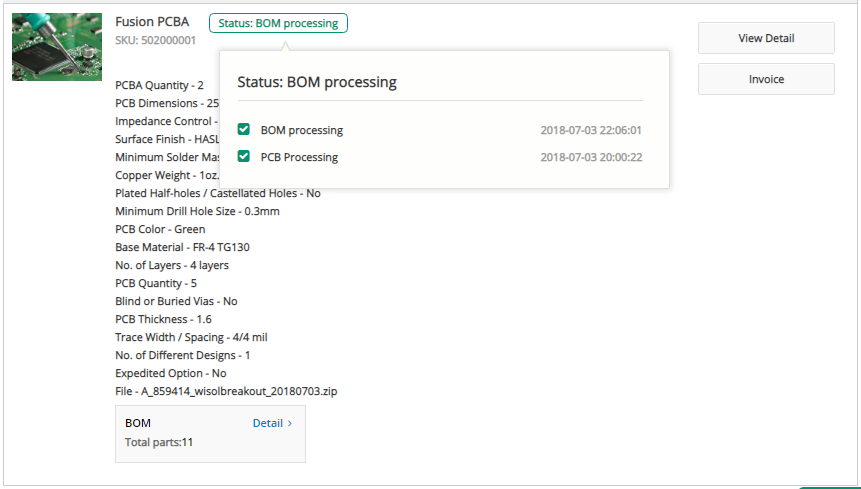 Fusion PCBA
Status: BOM processing
SKU: 502000001
View Detail
Invoice
Status: BOM processing
BOM processing 2018-07-03 22:06:01
PCB Processing 2018-07-03 20:00:22
PCBA Quantity - 2
PCB Dimensions - 25
Impedance Control -
Surface Finish - HASL
Minimum Solder Mas
Copper Weight - 1oz.
Plated Half-holes / Castellated Holes - No
Minimum Drill Hole Size - 0.3mm
PCB Color - Green
Base Material - FR-4 TG130
No. of Layers - 4 layers
PCB Quantity - 5
Blind or Buried Vias - No
PCB Thickness - 1.6
Trace Width / Spacing - 4/4 mil
No. of Different Designs - 1
Expedited Option - No
File - A_859414_wisolbreakout_20180703.zip
BOM Detail >
Total parts:11